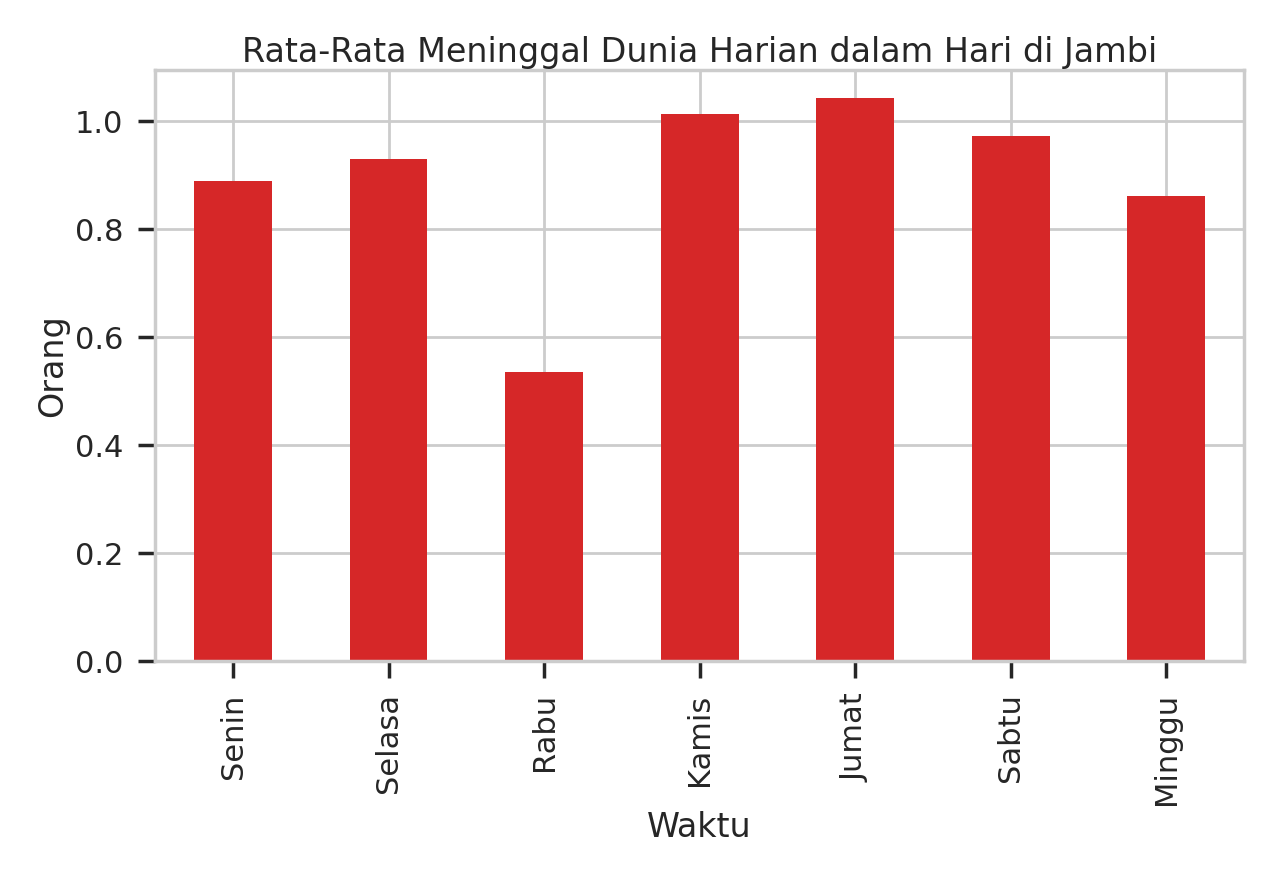 Rata-Rata Meninggal Dunia Harian dalam Hari di Jambi
Orang
1.0
0.8
0.6
0.4
0.2
0.0
Senin
Selasa
Rabu
Kamis
Jumat
Sabtu
Minggu
Waktu